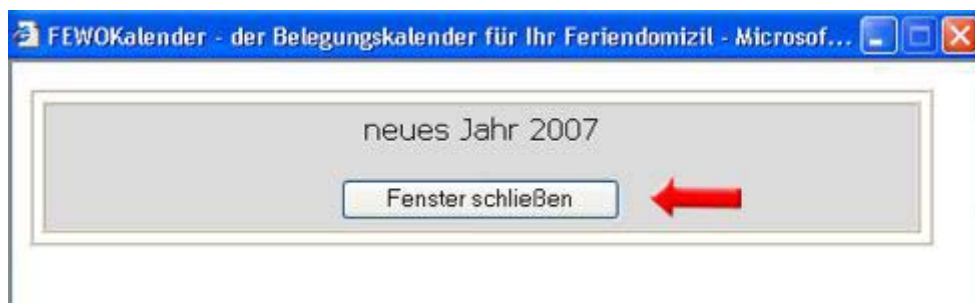 FEWOKalender - der Belegungskalender für Ihr Feriendomizil - Microsof...
neues Jahr 2007
Fenster schließen